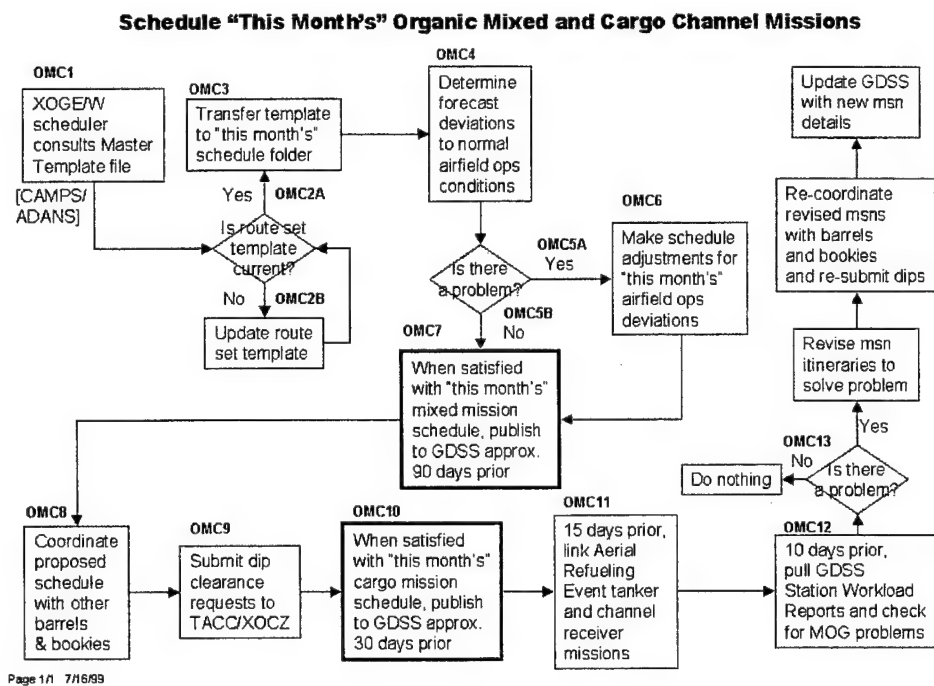 Schedule “This Month's” Organic Mixed and Cargo Channel Missions
OMC1
XOGE/W
scheduler
consults Master
Template file
[CAMPS/
ADANS]
OMC3
Transfer template
to "this month's"
schedule folder
Yes
OMC2A
Is route set
template
current?
No
OMC2B
Update route
set template
OMC4
Determine
forecast
deviations
to normal
airfield ops
conditions
Is there
a problem?
OMC5A
Yes
OMC5B
No
OMC6
Make schedule
adjustments for
"this month's"
airfield ops
deviations
OMC7
When satisfied
with "this month's"
mixed mission
schedule, publish
to GDSS approx.
90 days prior
OMC8
Coordinate
proposed
schedule
with other
barrels
& bookies
OMC9
Submit dip
clearance
requests to
TACC/XOCZ
OMC10
When satisfied
with "this month's"
cargo mission
schedule, publish
to GDSS approx.
30 days prior
OMC11
15 days prior,
link Aerial
Refueling
Event tanker
and channel
receiver
missions
OMC12
10 days prior,
pull GDSS
Station Workload
Reports and check
for MOG problems
OMC13
Is there
a problem?
No
Do nothing
Yes
Revise msn
itineraries to
solve problem
Re-coordinate
revised msns
with barrels
and bookies
and re-submit dips
Update GDSS
with new msn
details
Page 1/1 7/16/99